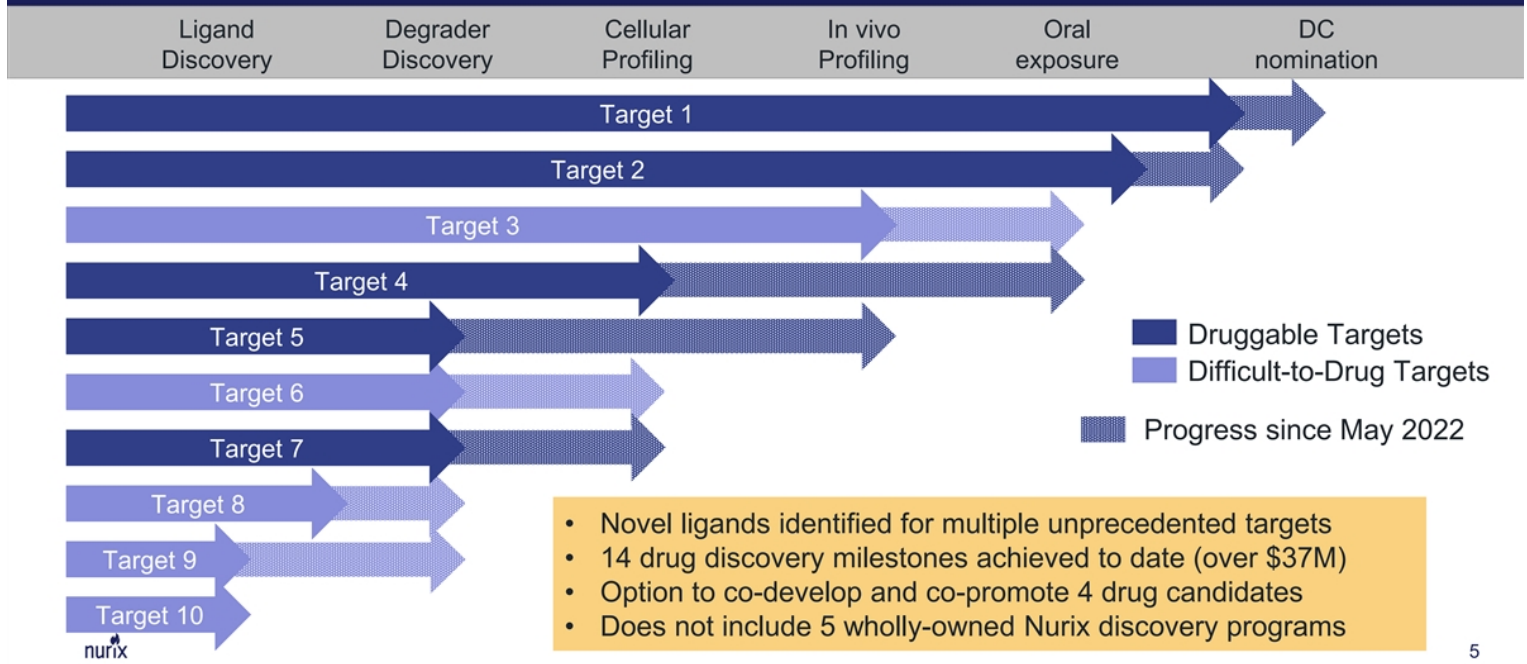 Ligand
Discovery
Degrader
Discovery
Cellular
Profiling
In vivo
Profiling
Oral
exposure
DC
nomination
Target 1
Target 2
Target 3
Target 4
Target 5
Target 6
Target 7
Target 8
Target 9
Target 10
Druggable Targets
Difficult-to-Drug Targets
Progress since May 2022
• Novel ligands identified for multiple unprecedented targets
• 14 drug discovery milestones achieved to date (over $37M)
• Option to co-develop and co-promote 4 drug candidates
• Does not include 5 wholly-owned Nurix discovery programs
nurix
5